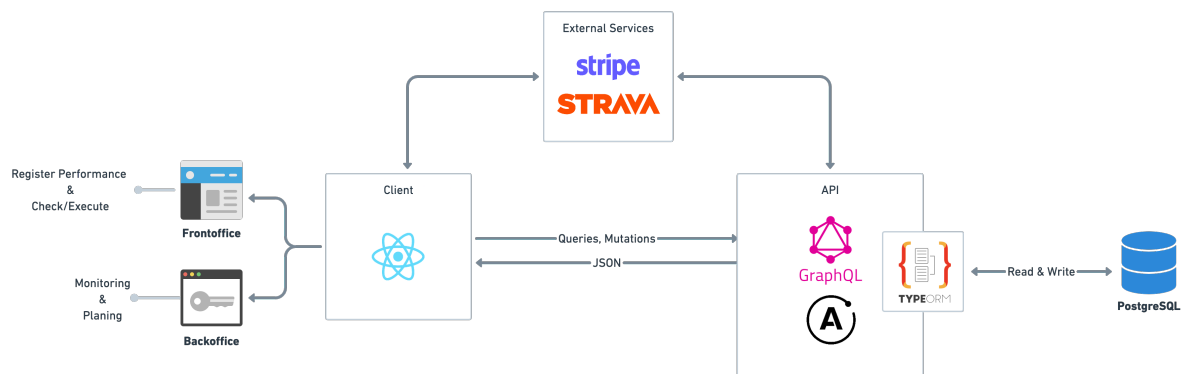 External Services
stripe
STRAVA
Register Performance
&
Check/Execute
Frontoffice
Monitoring
&
Planing
Backoffice
Client
Queries, Mutations
JSON
API
GraphQL
TYPEORM
Read & Write
PostgreSQL